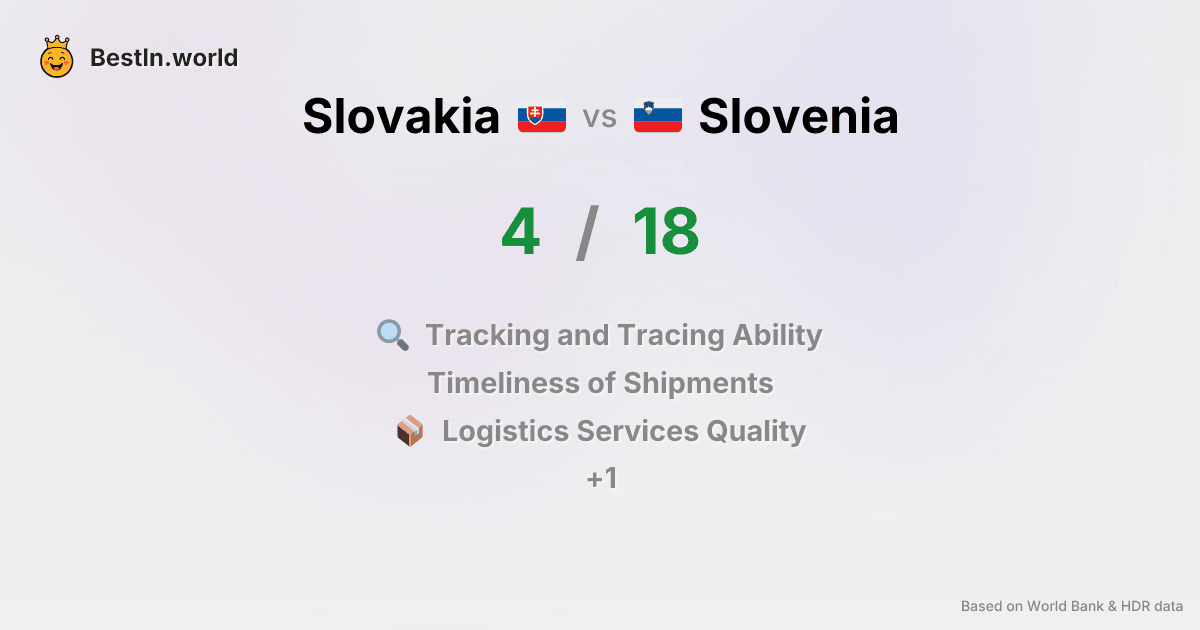 BestIn.world
Slovakia vs Slovenia
4 / 18
Tracking and Tracing Ability
Timeliness of Shipments
Logistics Services Quality
+1
Based on World Bank & HDR data